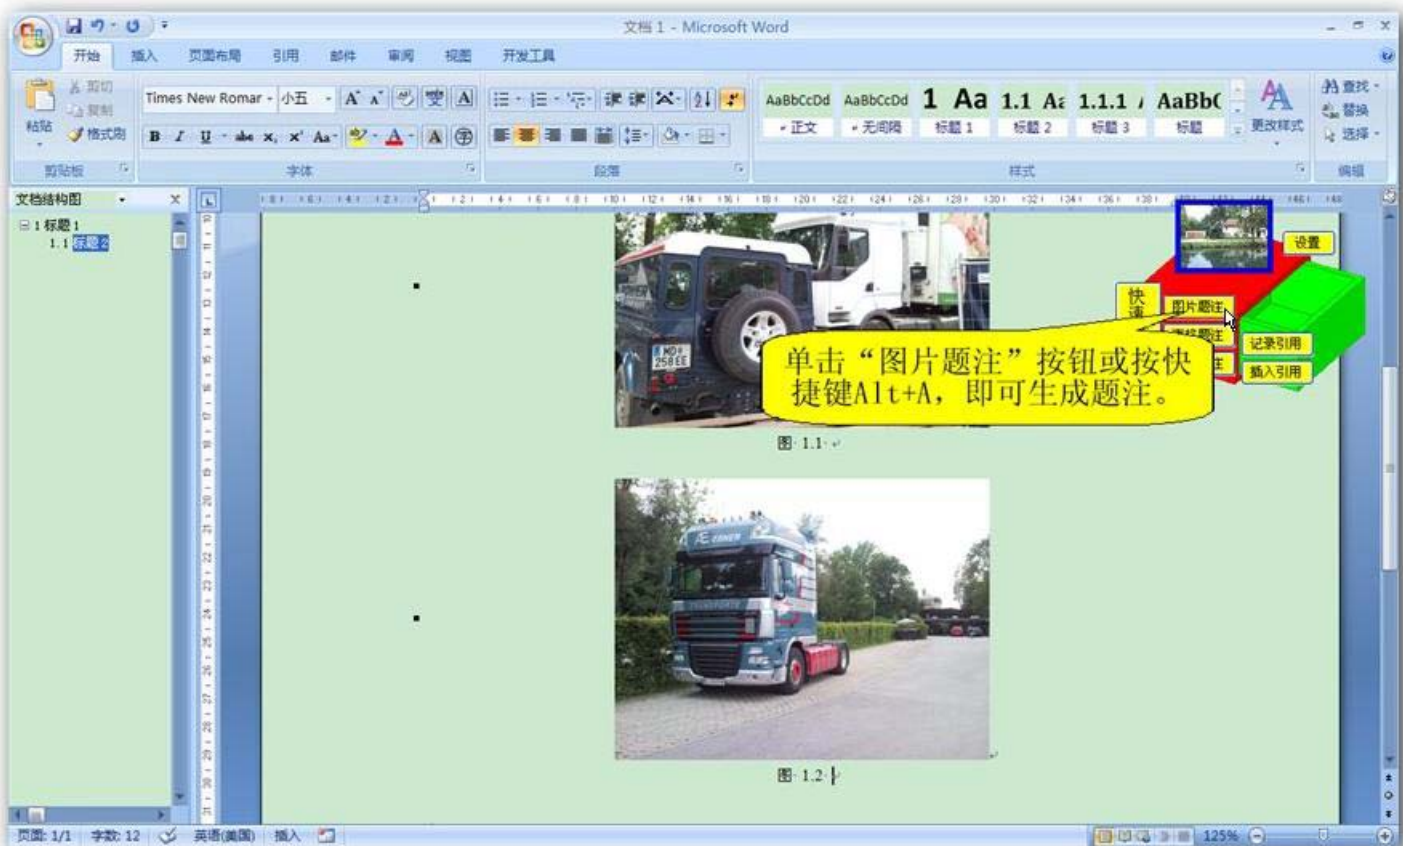 文档 1 - Microsoft Word
开始 插入 页面布局 引用 邮件 审阅 视图 开发工具
粘贴
剪切
复制
格式刷
剪贴板
Times New Romar 小五
B I U abc x, x' Aa A A
字体
段落
AaBbCcDd AaBbCcDd 1 Aa 1.1 Aa 1.1.1 AaBb(
正文 无间隔 标题 1 标题 2 标题 3 标题
更改样式
样式
查找
替换
选择
编辑
文档结构图
1 标题 1
1.1 标题 2
设置
快速
图片题注
记录引用
插入引用
单击“图片题注”按钮或按快
捷键Alt+A，即可生成题注。
258EE
图 1.1
Æ EBNER
TRANSPORTE
图 1.2
页面: 1/1 字数: 12 英语(美国) 插入 125%